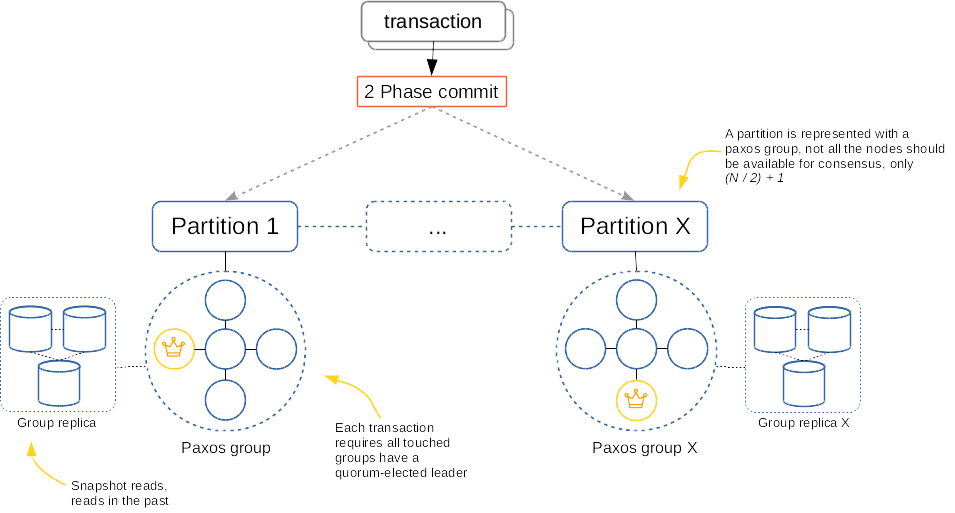 transaction
2 Phase commit
A partition is represented with a
paxos group, not all the nodes should
be available for consensus, only
(N / 2) + 1
Partition 1
...
Partition X
Group replica
Paxos group
Each transaction
requires all touched
groups have a
quorum-elected leader
Paxos group X
Group replica X
Snapshot reads,
reads in the past